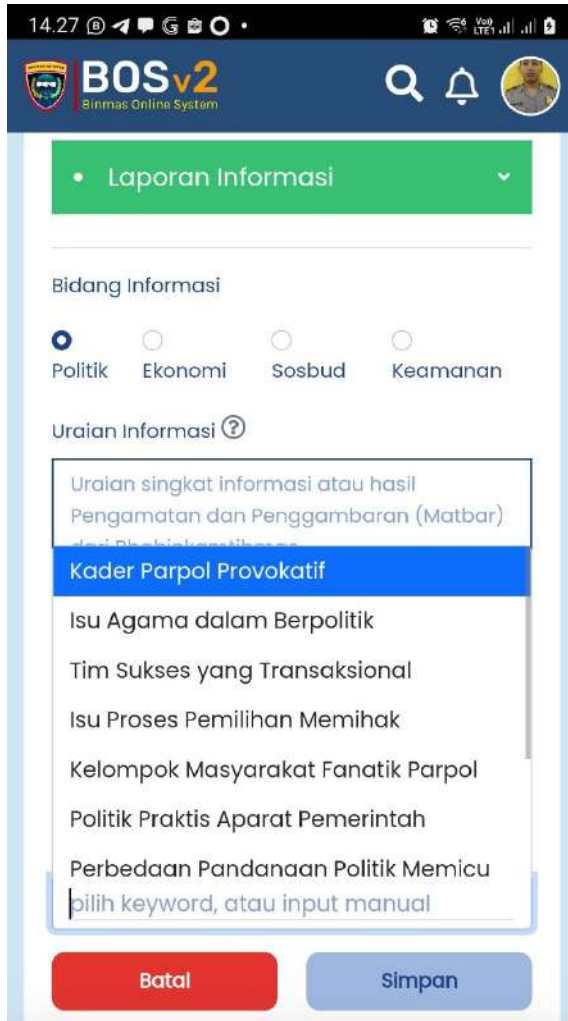 14.27
BOSv2
Binmas Online System
Laporan Informasi
Bidang Informasi
Politik Ekonomi Sosbud Keamanan
Uraian Informasi
Uraian singkat informasi atau hasil
Pengamatan dan Penggambaran (Matbar)
Kader Parpol Provokatif
Isu Agama dalam Berpolitik
Tim Sukses yang Transaksional
Isu Proses Pemilihan Memihak
Kelompok Masyarakat Fanatik Parpol
Politik Praktis Aparat Pemerintah
Perbedaan Pandanaan Politik Memicu
pilih keyword, atau input manual
Batal Simpan